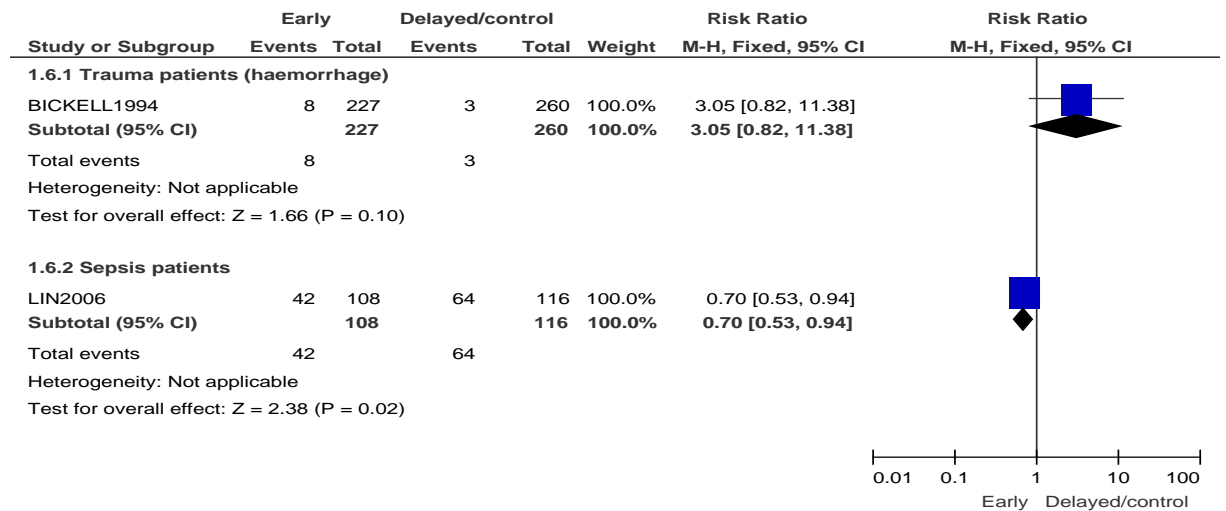 Early Delayed/control Risk Ratio Risk Ratio
Study or Subgroup Events Total Events Total Weight M-H, Fixed, 95% CI M-H, Fixed, 95% CI
1.6.1 Trauma patients (haemorrhage)
BICKELL1994 8 227 3 260 100.0% 3.05 [0.82, 11.38]
Subtotal (95% CI) 227 260 100.0% 3.05 [0.82, 11.38]
Total events 8 3
Heterogeneity: Not applicable
Test for overall effect: Z = 1.66 (P = 0.10)
1.6.2 Sepsis patients
LIN2006 42 108 64 116 100.0% 0.70 [0.53, 0.94]
Subtotal (95% CI) 108 116 100.0% 0.70 [0.53, 0.94]
Total events 42 64
Heterogeneity: Not applicable
Test for overall effect: Z = 2.38 (P = 0.02)
0.01 0.1 1 10 100
Early Delayed/control